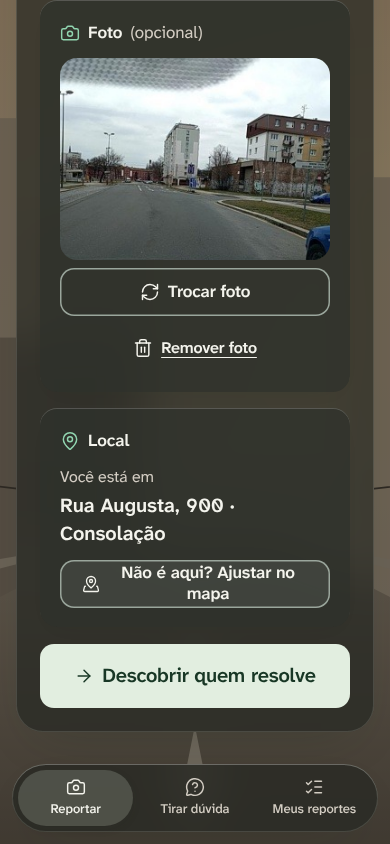 Foto (opcional)
Trocar foto
Remover foto
Local
Você está em
Rua Augusta, 900 ·
Consolação
Não é aqui? Ajustar no
mapa
Descobrir quem resolve
Reportar
Tirar dúvida
Meus reportes